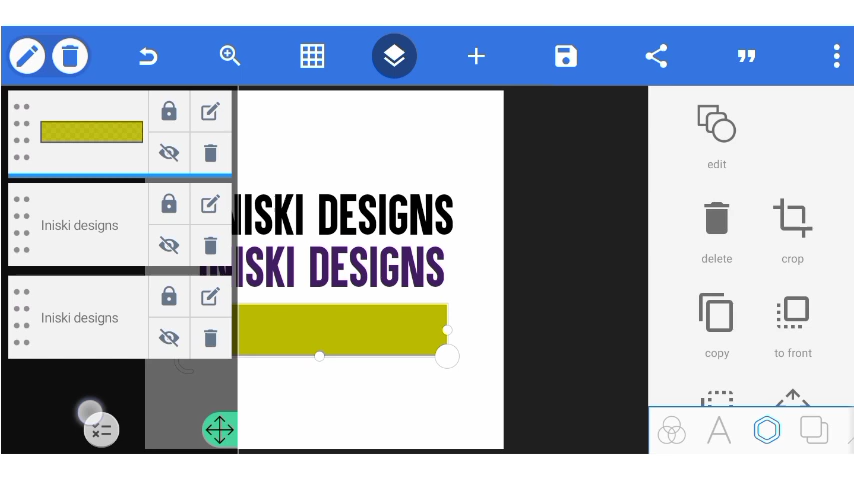 edit
Iniski designs
INISKI DESIGNS
INISKI DESIGNS
delete
crop
Iniski designs
copy
to front